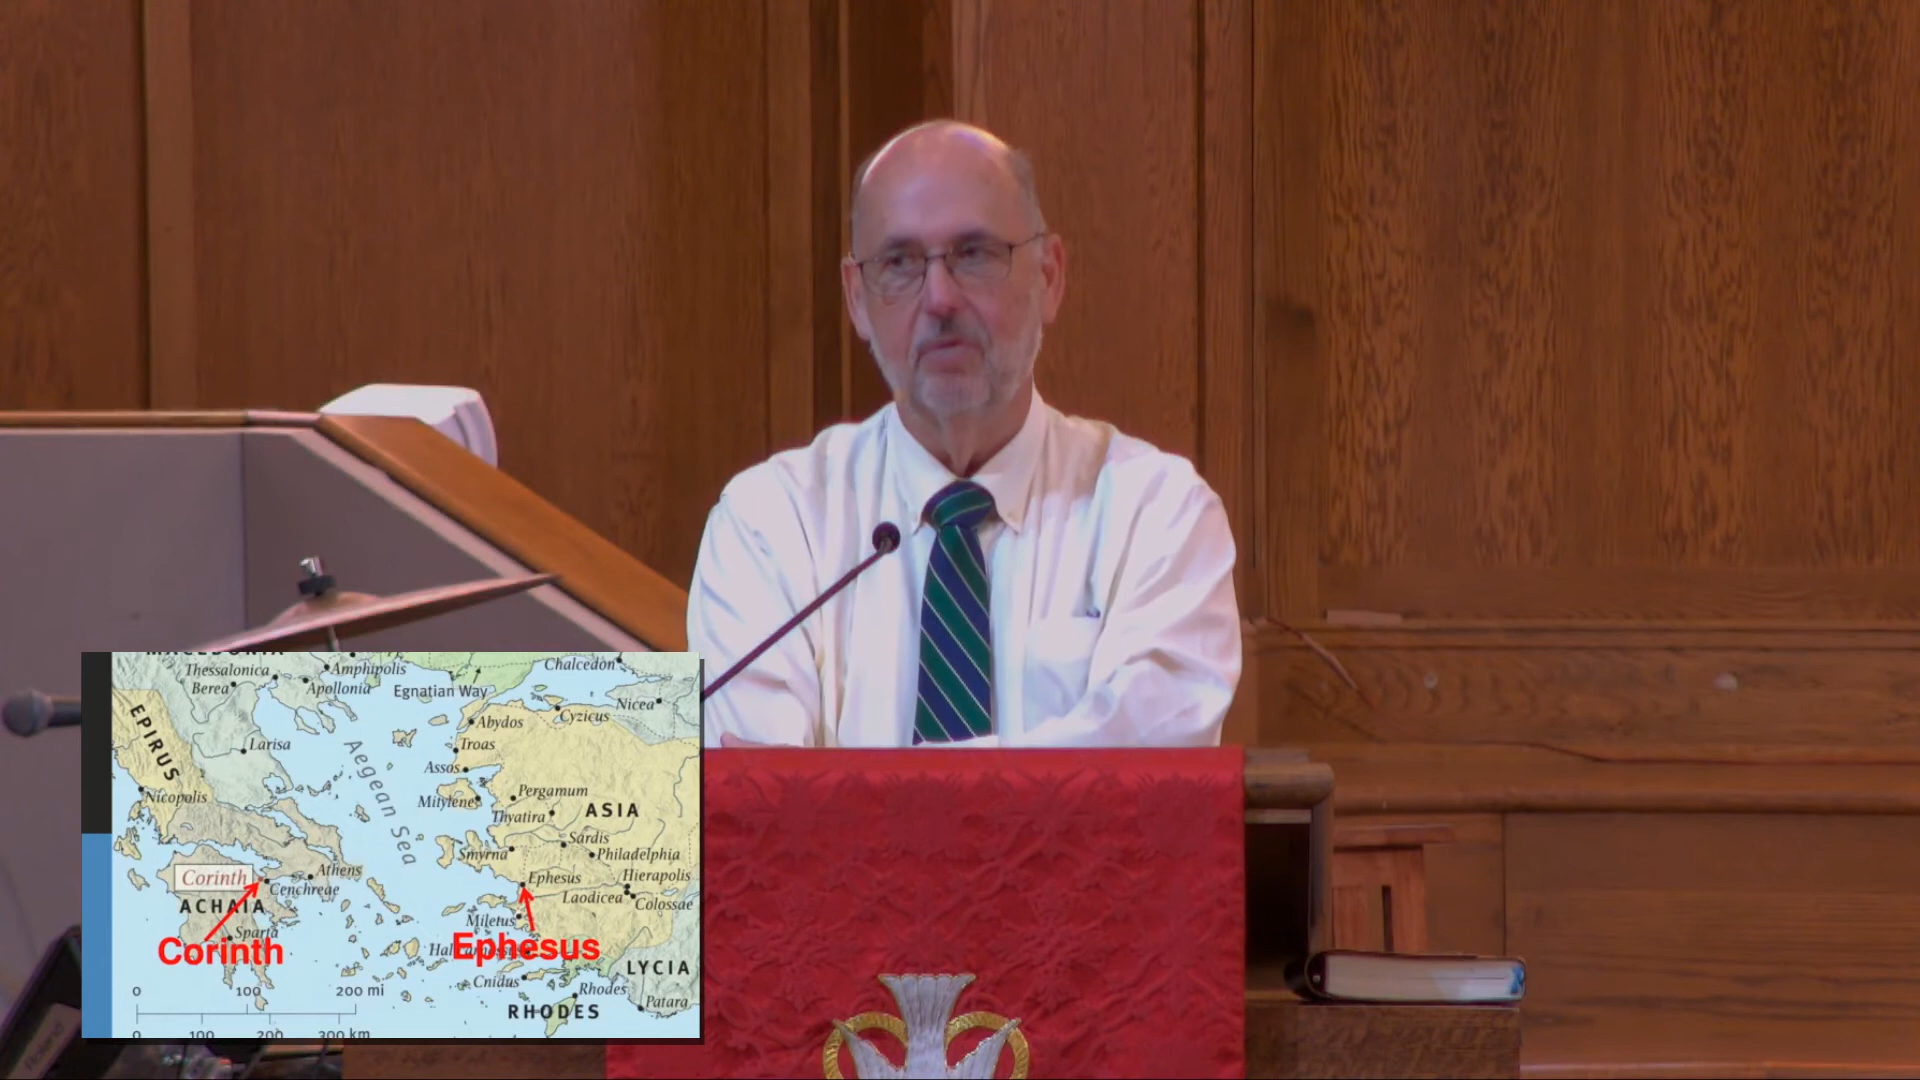 MACEDONIA
Thessalonica
Amphipolis
Chalcedon
Berea
Apollonia
Egnatian Way
Nicea
EPIRUS
Abydos
Cyzicus
Larisa
Troas
Aegean Sea
Assos
Nicopolis
Mitylene
Pergamum
ASIA
Thyatira
Sardis
Smyrna
Philadelphia
Corinth
Athens
Ephesus
Hierapolis
Cenchreae
Laodicea
Colossae
ACHAIA
Miletus
Sparta
Corinth
Ephesus
LYCIA
Cnidus
Rhodes
0 100 200 mi
Patara
RHODES
0 100 200 300 km